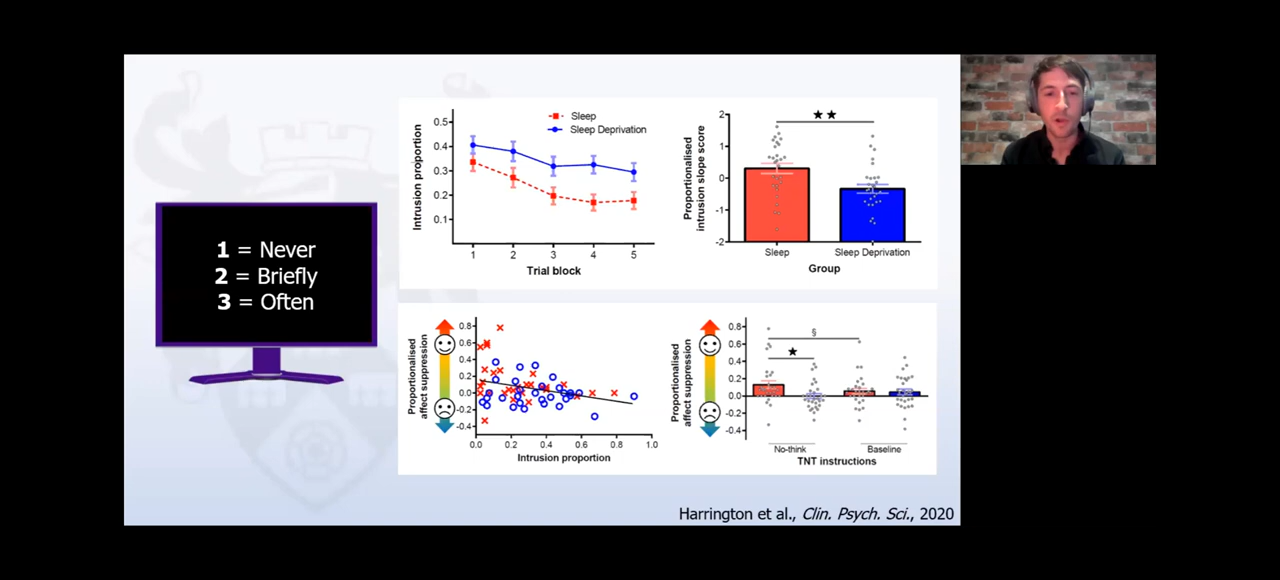 1 = Never
2 = Briefly
3 = Often
Intrusion proportion
0.5
0.4
0.3
0.2
0.1
Sleep
Sleep Deprivation
1 2 3 4 5
Trial block
Proportionalised
intrusion slope score
2
1
0
-1
-2
★★
Sleep Sleep Deprivation
Group
Proportionalised
affect suppression
0.8
0.6
0.4
0.2
0.0
-0.2
-0.4
0.0 0.2 0.4 0.6 0.8 1.0
Intrusion proportion
Proportionalised
affect suppression
0.8
0.6
0.4
0.2
0.0
-0.2
-0.4
§
★
No-think Baseline
TNT instructions
Harrington et al., Clin. Psych. Sci., 2020